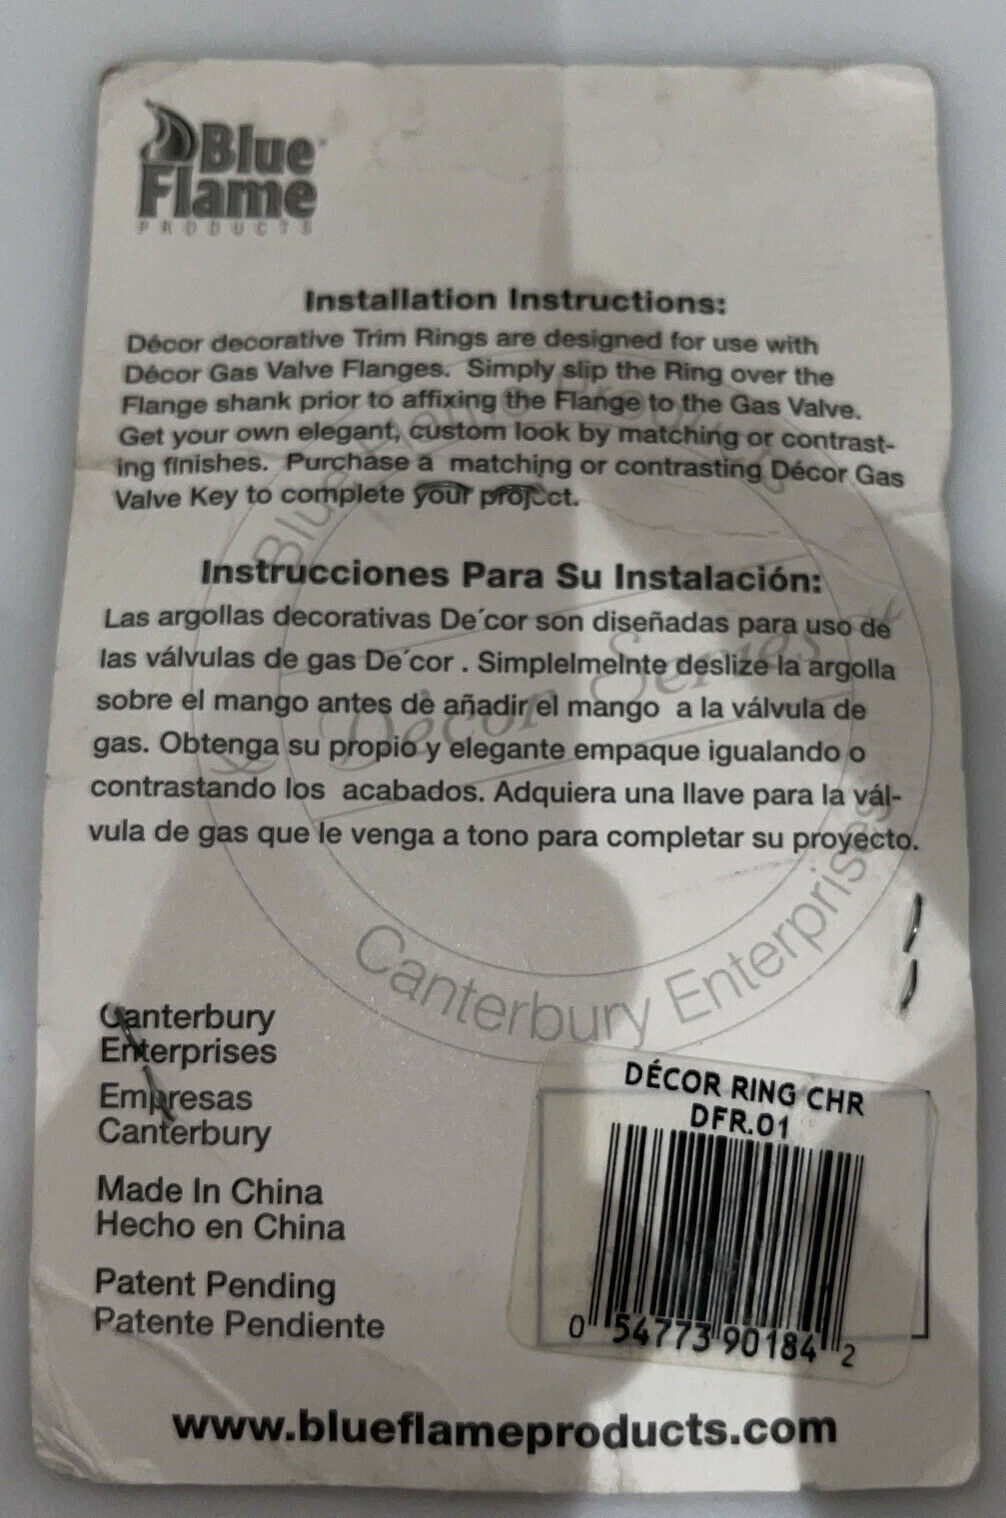 Blue
Flame
PRODUCTS
Installation Instructions:
Décor decorative Trim Rings are designed for use with
Décor Gas Valve Flanges.  Simply slip the Ring over the
Flange shank prior to affixing the Flange to the Gas Valve.
Get your own elegant, custom look by matching or contrast-
ing finishes.  Purchase a  matching or contrasting Décor Gas
Valve Key to complete your project.
Instrucciones Para Su Instalación:
Las argollas decorativas De´cor son diseñadas para uso de
las válvulas de gas De´cor . Simplelmelnte deslize la argolla
sobre el mango antes de añadir el mango  a la válvula de
gas. Obtenga su propio y elegante empaque igualando o
contrastando los  acabados. Adquiera una llave para la vál-
vula de gas que le venga a tono para completar su proyecto.
Blue Flame Products
Décor Series
Canterbury Enterprises
Canterbury
Enterprises
Empresas
Canterbury
Made In China
Hecho en China
Patent Pending
Patente Pendiente
DÉCOR RING CHR
DFR.01
0 54773 90184 2
www.blueflameproducts.com